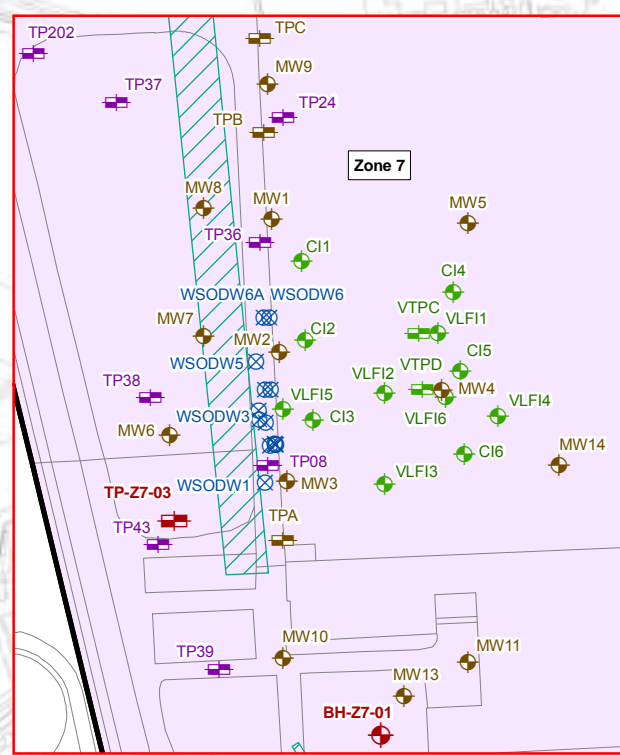 TP202
TPC
MW9
TP37
TP24
TPB
Zone 7
MW8
MW1
MW5
TP36
CI1
CI4
WSODW6A WSODW6
VTPC
VLFI1
MW7
CI2
MW2
WSODW5
VTPD
CI5
VLFI2
MW4
TP38
VLFI5
WSODW3
CI3
VLFI6
VLFI4
MW6
CI6
MW14
TP08
TP-Z7-03
WSODW1
MW3
VLFI3
TP43
TPA
MW10
MW11
TP39
MW13
BH-Z7-01